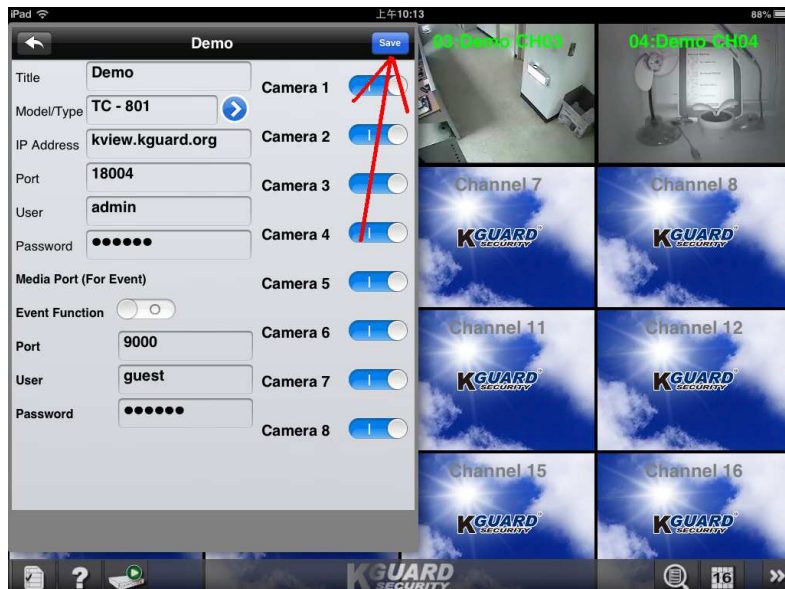 iPad 上午10:13 88%
Demo Save
Title Demo
Model/Type TC - 801
IP Address kview.kguard.org
Port 18004
User admin
Password ●●●●●●
Media Port (For Event)
Event Function
Port 9000
User guest
Password ●●●●●●
Camera 1
Camera 2
Camera 3
Camera 4
Camera 5
Camera 6
Camera 7
Camera 8
03:Demo CH03 04:Demo CH04
Channel 7 Channel 8
KGUARD SECURITY KGUARD SECURITY
Channel 11 Channel 12
KGUARD SECURITY KGUARD SECURITY
Channel 15 Channel 16
KGUARD SECURITY KGUARD SECURITY
? KGUARD SECURITY 16 »